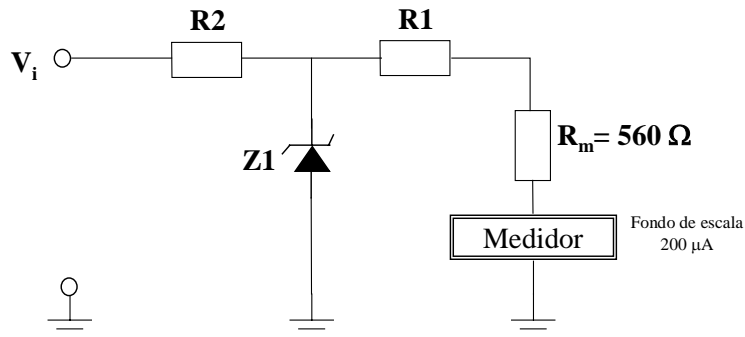 R2
R1
Vi
Z1
Rm= 560 Ω
Medidor
Fondo de escala
200 μA